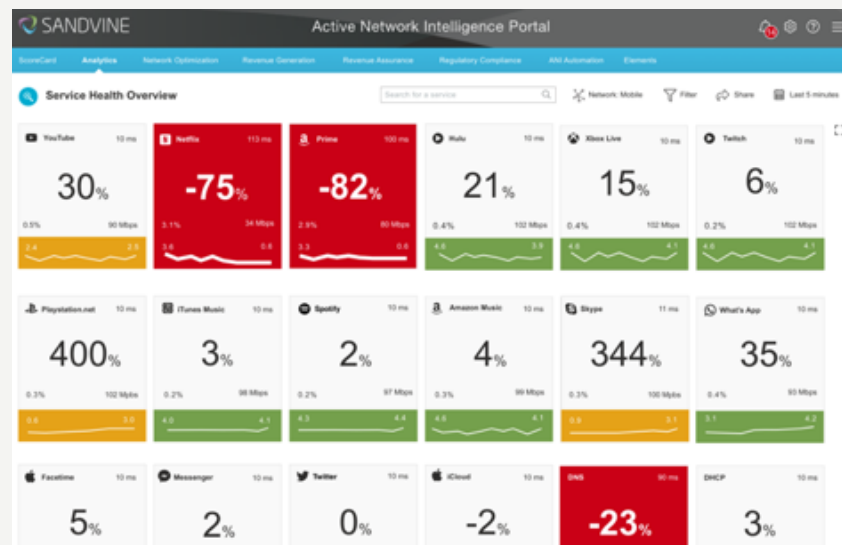 SANDVINE
Active Network Intelligence Portal
14
ScoreCard Analytics Network Optimization Revenue Generation Revenue Assurance Regulatory Compliance ANI Automation Elements
Service Health Overview
Search for a service
Network: Mobile
Filter
Share
Last 5 minutes
YouTube 10 ms
30%
0.5% 90 Mbps
2.4 2.5
Netflix 113 ms
-75%
3.1% 34 Mbps
3.6 0.6
Prime 100 ms
-82%
2.9% 80 Mbps
3.3 0.6
Hulu 10 ms
21%
0.4% 102 Mbps
4.6 3.9
Xbox Live 10 ms
15%
0.4% 102 Mbps
4.6 4.1
Twitch 10 ms
6%
0.2% 102 Mbps
4.6 4.1
Playstation.net 10 ms
400%
0.3% 102 Mpbs
0.6 3.0
iTunes Music 10 ms
3%
0.2% 98 Mbps
4.0 4.1
Spotify 10 ms
2%
0.2% 97 Mbps
4.3 4.4
Amazon Music 10 ms
4%
0.3% 99 Mbps
4.6 4.1
Skype 11 ms
344%
0.3% 100 Mpbs
0.9 3.1
What's App 10 ms
35%
0.4% 93 Mbps
3.1 4.2
Facetime 10 ms
5%
Messenger 10 ms
2%
Twitter 10 ms
0%
iCloud 10 ms
-2%
DNS 90 ms
-23%
DHCP 10 ms
3%